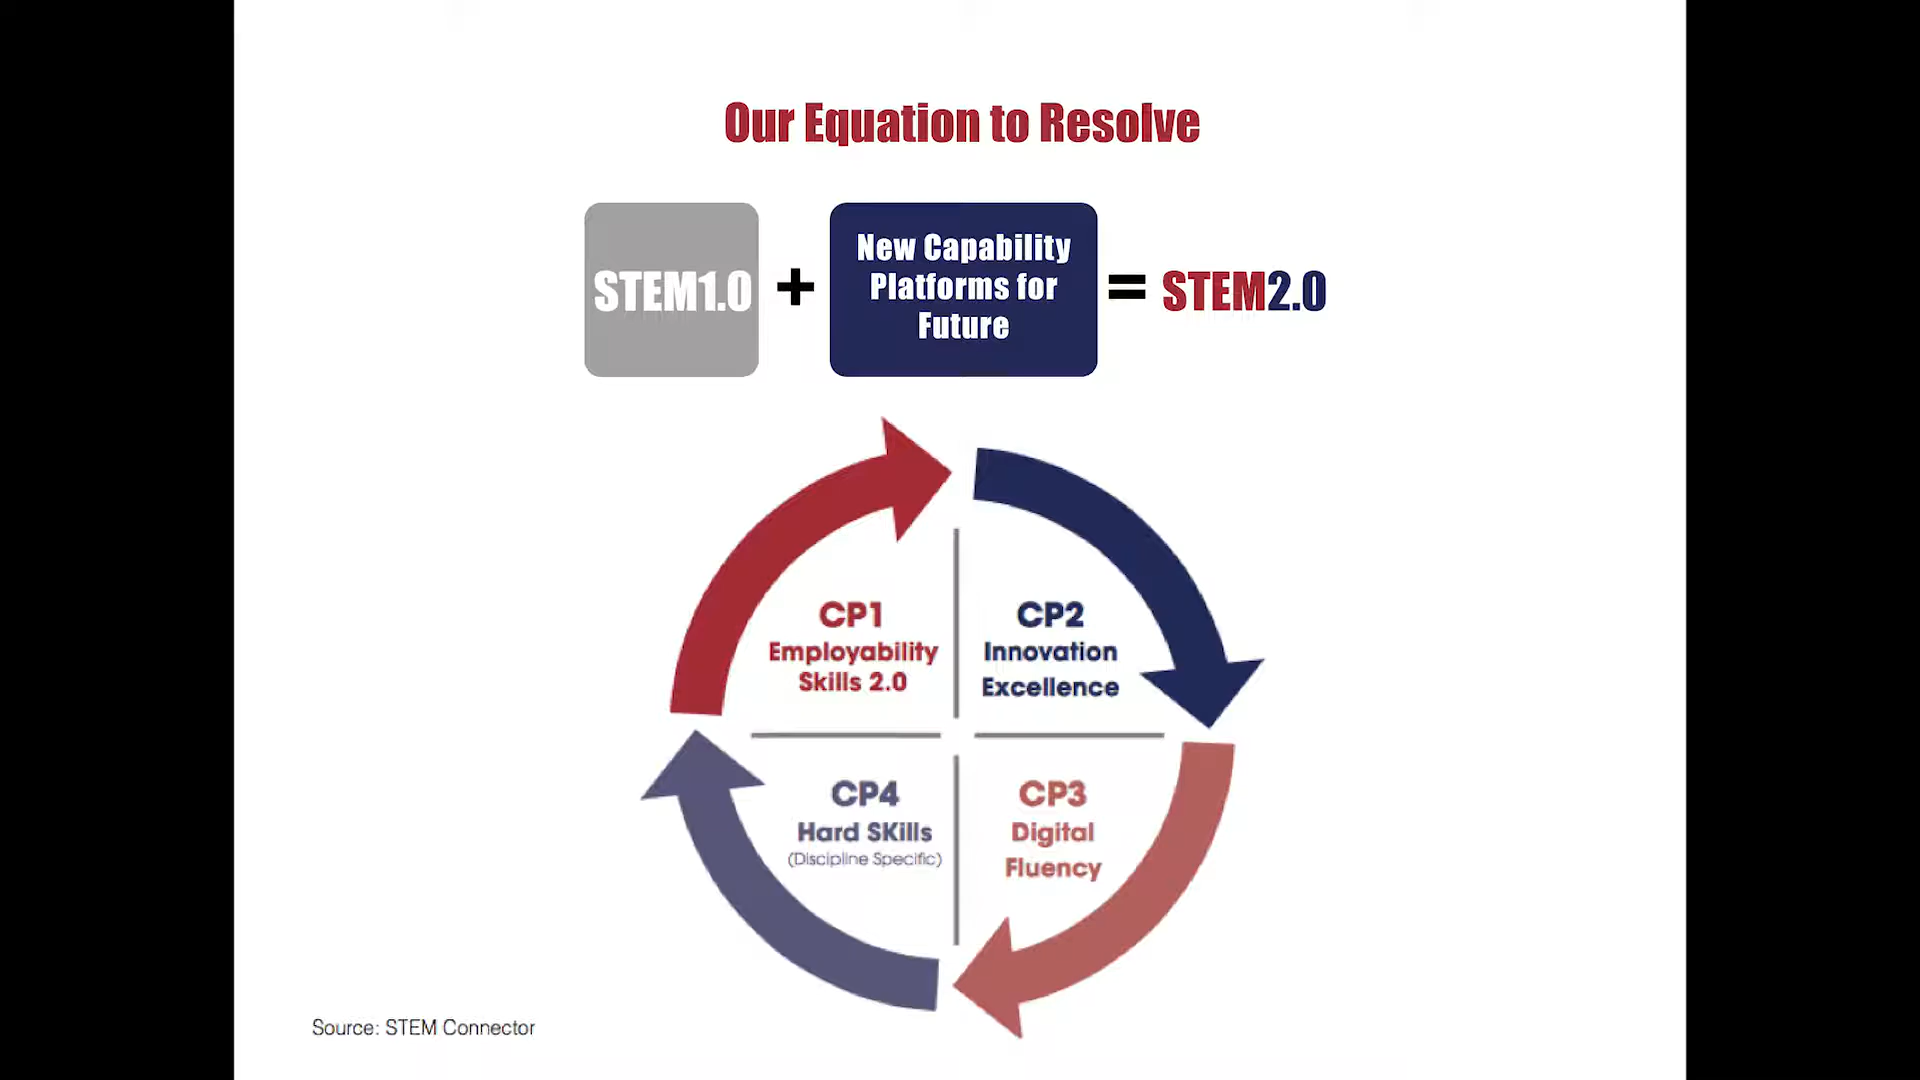 Our Equation to Resolve
STEM1.0 + New Capability Platforms for Future = STEM2.0
CP1
Employability
Skills 2.0
CP2
Innovation
Excellence
CP4
Hard SKills
(Discipline Specific)
CP3
Digital
Fluency
Source: STEM Connector